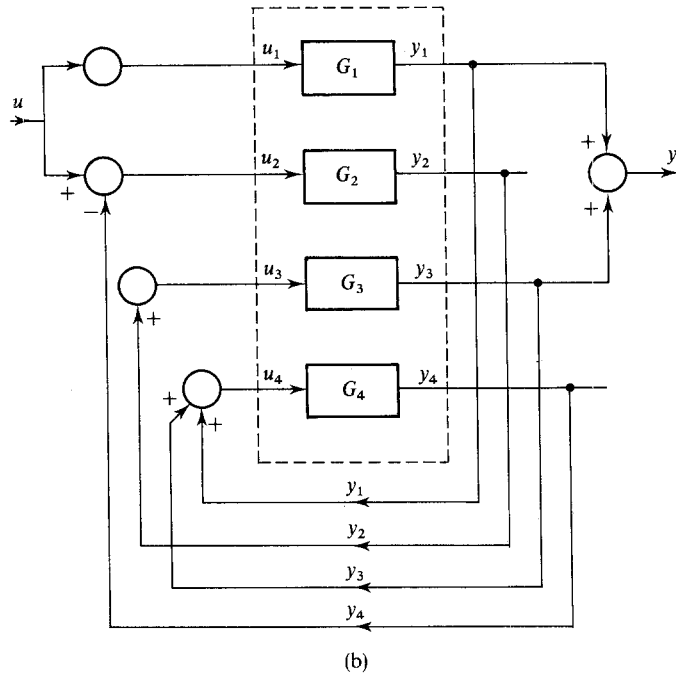 u₁ G₁ y₁
u
+ y
u₂ G₂ y₂
+
−
+
u₃ G₃ y₃
+
u₄ G₄ y₄
+
+
y₁
y₂
y₃
y₄
(b)